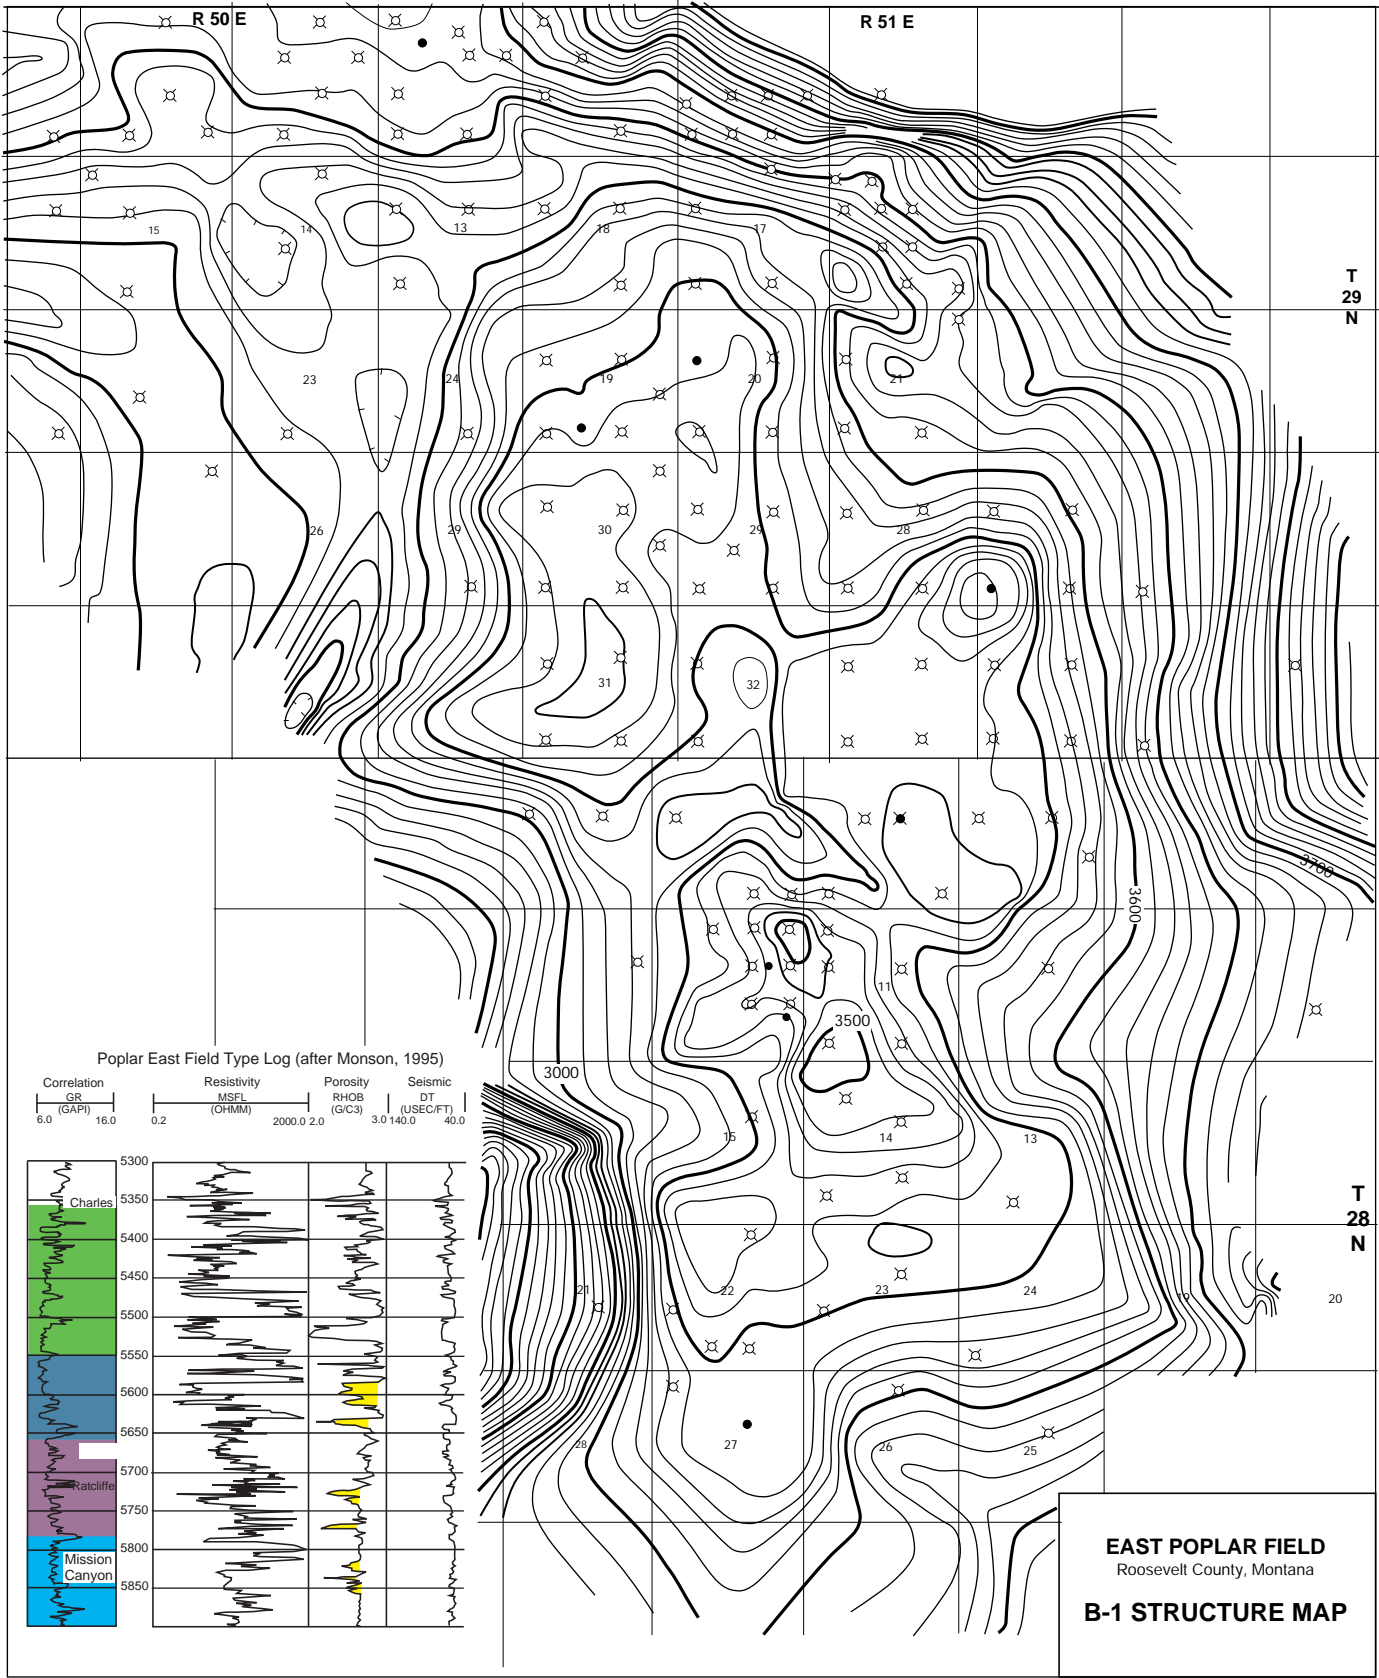 R 50 E
R 51 E
15
14
13
18
17
T
29
N
23
24
19
20
21
26
29
30
29
28
31
32
3700
3600
11
3500
3000
Poplar East Field Type Log (after Monson, 1995)
Correlation
GR
(GAPI)
6.0 16.0
Resistivity
MSFL
(OHMM)
0.2 2000.0
Porosity
RHOB
(G/C3)
2.0 3.0
Seismic
DT
(USEC/FT)
140.0 40.0
15
14
13
5300
5350
Charles
5400
5450
5500
5550
5600
5650
5700
Ratcliffe
5750
5800
Mission
Canyon
5850
T
28
N
21
22
23
24
19
20
28
27
26
25
EAST POPLAR FIELD
Roosevelt County, Montana
B-1 STRUCTURE MAP